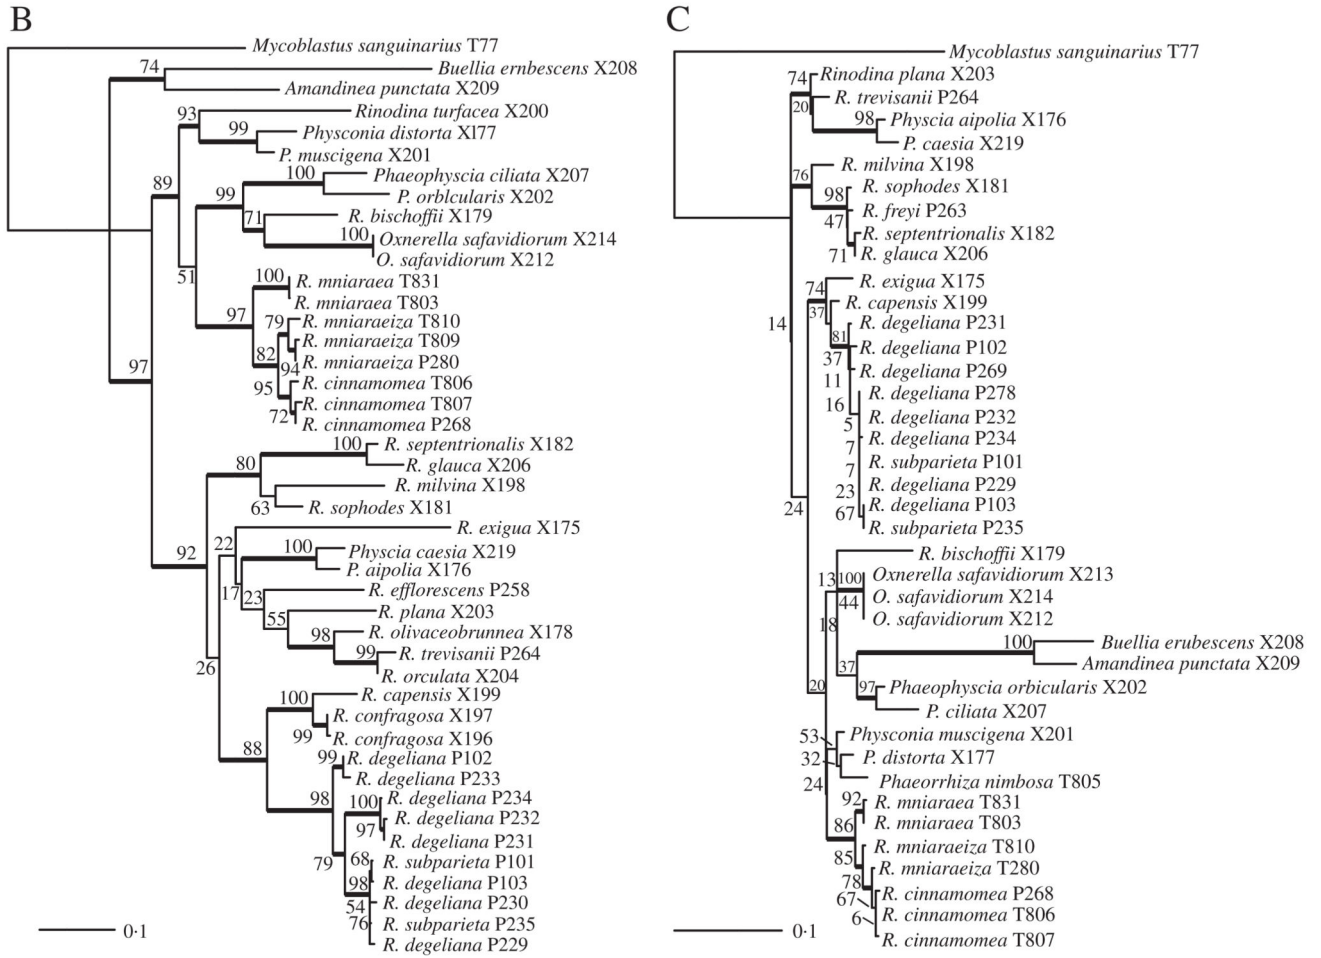 B
Mycoblastus sanguinarius T77
74
Buellia ernbescens X208
Amandinea punctata X209
93
Rinodina turfacea X200
99
Physconia distorta Xl77
P. muscigena X201
89
100
Phaeophyscia ciliata X207
99
P. orblcularis X202
71
R. bischoffii X179
100
Oxnerella safavidiorum X214
O. safavidiorum X212
51
100
R. mniaraea T831
R. mniaraea T803
97
79
R. mniaraeiza T810
R. mniaraeiza T809
82
94
R. mniaraeiza P280
97
95
R. cinnamomea T806
72
R. cinnamomea T807
R. cinnamomea P268
100
R. septentrionalis X182
80
R. glauca X206
R. milvina X198
63
R. sophodes X181
92
22
R. exigua X175
100
Physcia caesia X219
P. aipolia X176
17
23
R. efflorescens P258
55
R. plana X203
98
R. olivaceobrunnea X178
99
R. trevisanii P264
R. orculata X204
26
100
R. capensis X199
R. confragosa X197
99
R. confragosa X196
88
99
R. degeliana P102
R. degeliana P233
98
100
R. degeliana P234
97
R. degeliana P232
R. degeliana P231
79
68
R. subparieta P101
98
R. degeliana P103
54
R. degeliana P230
76
R. subparieta P235
R. degeliana P229
0·1
C
Mycoblastus sanguinarius T77
74
Rinodina plana X203
20
R. trevisanii P264
98
Physcia aipolia X176
P. caesia X219
76
R. milvina X198
98
R. sophodes X181
47
R. freyi P263
R. septentrionalis X182
71
R. glauca X206
14
74
R. exigua X175
37
R. capensis X199
81
R. degeliana P231
37
R. degeliana P102
11
R. degeliana P269
16
R. degeliana P278
5
R. degeliana P232
7
R. degeliana P234
7
R. subparieta P101
23
R. degeliana P229
67
R. degeliana P103
R. subparieta P235
24
R. bischoffii X179
13
100
Oxnerella safavidiorum X213
44
O. safavidiorum X214
O. safavidiorum X212
18
100
Buellia erubescens X208
37
Amandinea punctata X209
20
97
Phaeophyscia orbicularis X202
P. ciliata X207
53
Physconia muscigena X201
32
P. distorta X177
24
Phaeorrhiza nimbosa T805
92
R. mniaraea T831
86
R. mniaraea T803
85
R. mniaraeiza T810
78
R. mniaraeiza T280
67
R. cinnamomea P268
6
R. cinnamomea T806
R. cinnamomea T807
0·1